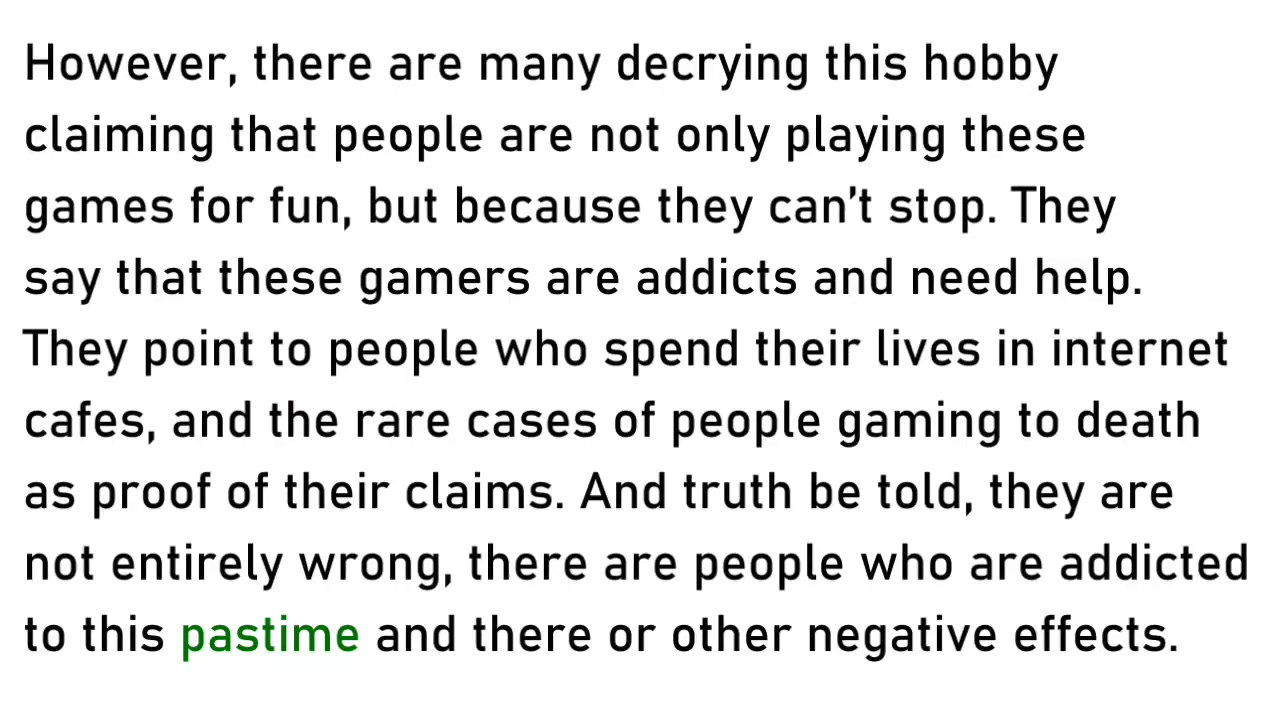 However, there are many decrying this hobby
claiming that people are not only playing these
games for fun, but because they can't stop. They
say that these gamers are addicts and need help.
They point to people who spend their lives in internet
cafes, and the rare cases of people gaming to death
as proof of their claims. And truth be told, they are
not entirely wrong, there are people who are addicted
to this pastime and there or other negative effects.